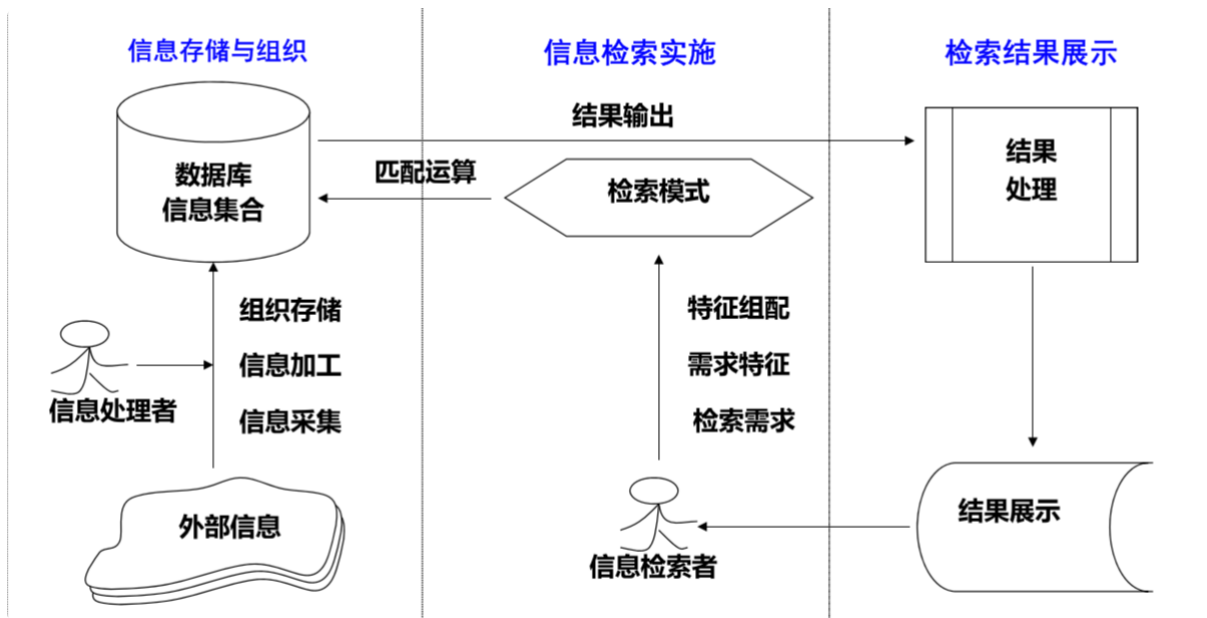 信息存储与组织
信息检索实施
检索结果展示
结果输出
匹配运算
数据库
信息集合
检索模式
结果
处理
组织存储
信息加工
信息采集
信息处理者
特征组配
需求特征
检索需求
外部信息
信息检索者
结果展示